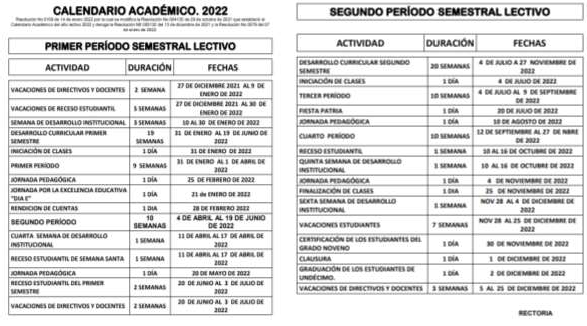 CALENDARIO ACADÉMICO. 2022
PRIMER PERÍODO SEMESTRAL LECTIVO
ACTIVIDAD DURACIÓN FECHAS
VACACIONES DE DIRECTIVOS Y DOCENTES 2 SEMANA 27 DE DICIEMBRE 2021 AL 9 DE
ENERO DE 2022
VACACIONES DE RECESO ESTUDIANTIL 5 SEMANAS 27 DE DICIEMBRE 2021 AL 30 DE
ENERO DE 2022
SEMANA DE DESARROLLO INSTITUCIONAL 3 SEMANAS 10 AL 30 DE ENERO DE 2022
DESARROLLO CURRICULAR PRIMER
SEMESTRE 19
SEMANAS 31 DE ENERO AL 19 DE JUNIO DE
2022
INICIACIÓN DE CLASES 1 DÍA 31 DE ENERO DE 2022
PRIMER PERÍODO 9 SEMANAS 31 DE ENERO AL 1 DE ABRIL DE
2022
JORNADA PEDAGÓGICA 1 DÍA 25 DE FEBRERO DE 2022
JORNADA POR LA EXCELENCIA EDUCATIVA
"DIA E" 1 DÍA 21 de ENERO DE 2022
RENDICION DE CUENTAS 1 DÍA 28 DE FEBRERO 2022
SEGUNDO PERÍODO 10
SEMANAS 4 DE ABRIL AL 19 DE JUNIO
DE 2022
CUARTA SEMANA DE DESARROLLO
INSTITUCIONAL 1 SEMANA 11 DE ABRIL AL 17 DE ABRIL DE
2022
RECESO ESTUDIANTIL DE SEMANA SANTA 1 SEMANA 11 DE ABRIL AL 17 DE ABRIL DE
2022
JORNADA PEDAGÓGICA 1 DÍA 20 DE MAYO DE 2022
RECESO ESTUDIANTIL DEL PRIMER
SEMESTRE 2 SEMANAS 20 DE JUNIO AL 3 DE JULIO DE
2022
VACACIONES DE DIRECTIVOS Y DOCENTES 2 SEMANAS 20 DE JUNIO AL 3 DE JULIO DE
2022
SEGUNDO PERÍODO SEMESTRAL LECTIVO
ACTIVIDAD DURACIÓN FECHAS
DESARROLLO CURRICULAR SEGUNDO
SEMESTRE 20 SEMANAS 4 DE JULIO A 27 NOVIEMBRE DE
2022
INICIACIÓN DE CLASES 1 DÍA 4 DE JULIO DE 2022
TERCER PERÍODO 10 SEMANAS 4 DE JULIO AL 9 DE SEPTIEMBRE
DE 2022
FIESTA PATRIA 1 DÍA 20 DE JULIO DE 2022
JORNADA PEDAGÓGICA 1 DÍA 10 DE AGOSTO DE 2022
CUARTO PERÍODO 10 SEMANAS 12 DE SEPTIEMBRE AL 27 DE NBRE
DE 2022
RECESO ESTUDIANTIL 1 SEMANA 10 AL 16 DE OCTUBRE DE 2022
QUINTA SEMANA DE DESARROLLO
INSTITUCIONAL 1 SEMANA 10 AL 16 DE OCTUBRE DE 2022
JORNADA PEDAGÓGICA 1 DÍA 4 DE NOVIEMBRE DE 2022
FINALIZACIÓN DE CLASES 1 Día 25 DE NOVIEMBRE DE 2022
SEXTA SEMANA DE DESARROLLO
INSTITUCIONAL SEMANA NOV 28 AL 4 DE DICIEMBRE DE
2022
VACACIONES ESTUDIANTES 7 SEMANAS NOV 28 AL 25 DE DICIEMBRE DE
2022
CERTIFICACIÓN DE LOS ESTUDIANTES DEL
GRADO NOVENO 1 DÍA 30 DE NOVIEMBRE DE 2022
CLAUSURA 1 DÍA 1 DE DICIEMBRE DE 2022
GRADUACIÓN DE LOS ESTUDIANTES DE
UNDÉCIMO. 1 DÍA 2 DE DICIEMBRE DE 2022
VACACIONES DE DIRECTIVOS Y DOCENTES 3 SEMANAS 5 AL 25 DE DICIEMBRE DE 2022
RECTORIA